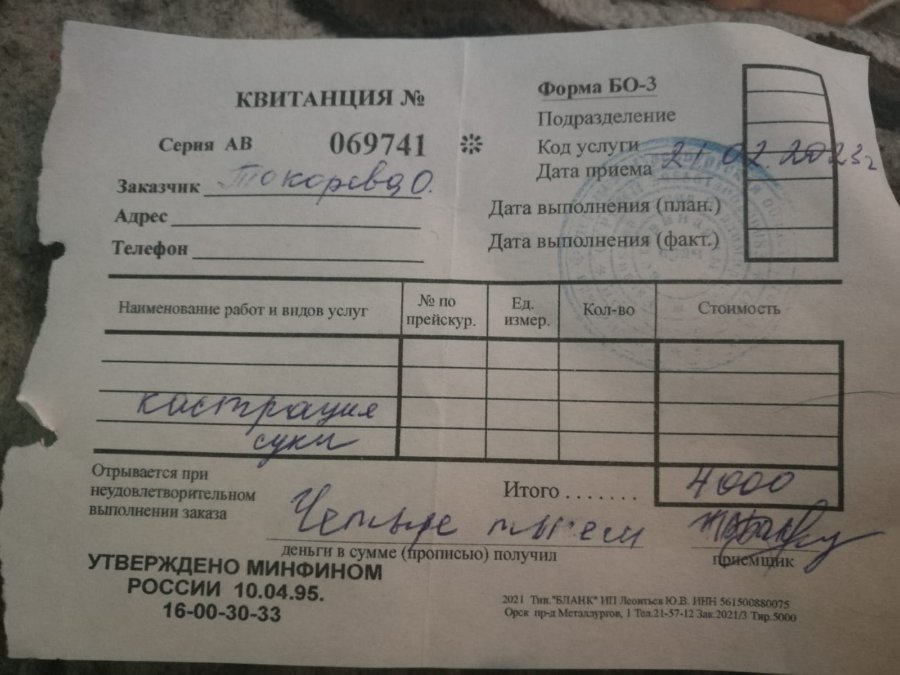 КВИТАНЦИЯ №
Серия АВ 069741 ※
Заказчик Токорева О.
Адрес
Телефон
Форма БО-3
Подразделение
Код услуги
Дата приема 21.02.2023г
Дата выполнения (план.)
Дата выполнения (факт.)
Наименование работ и видов услуг № по прейскур. Ед. измер. Кол-во Стоимость
кастрация
суки
Отрывается при
неудовлетворительном
выполнении заказа
Итого . . . . . . . 4000
Четыре тысяч
деньги в сумме (прописью) получил
приемщик
УТВЕРЖДЕНО МИНФИНОМ
РОССИИ 10.04.95.
16-00-30-33
2021 Тип."БЛАНК" ИП Леонтьев Ю.В. ИНН 561500880075
Орск пр-д Металлургов, 1 Тел.21-57-12 Зак.2021/3 Тир.5000